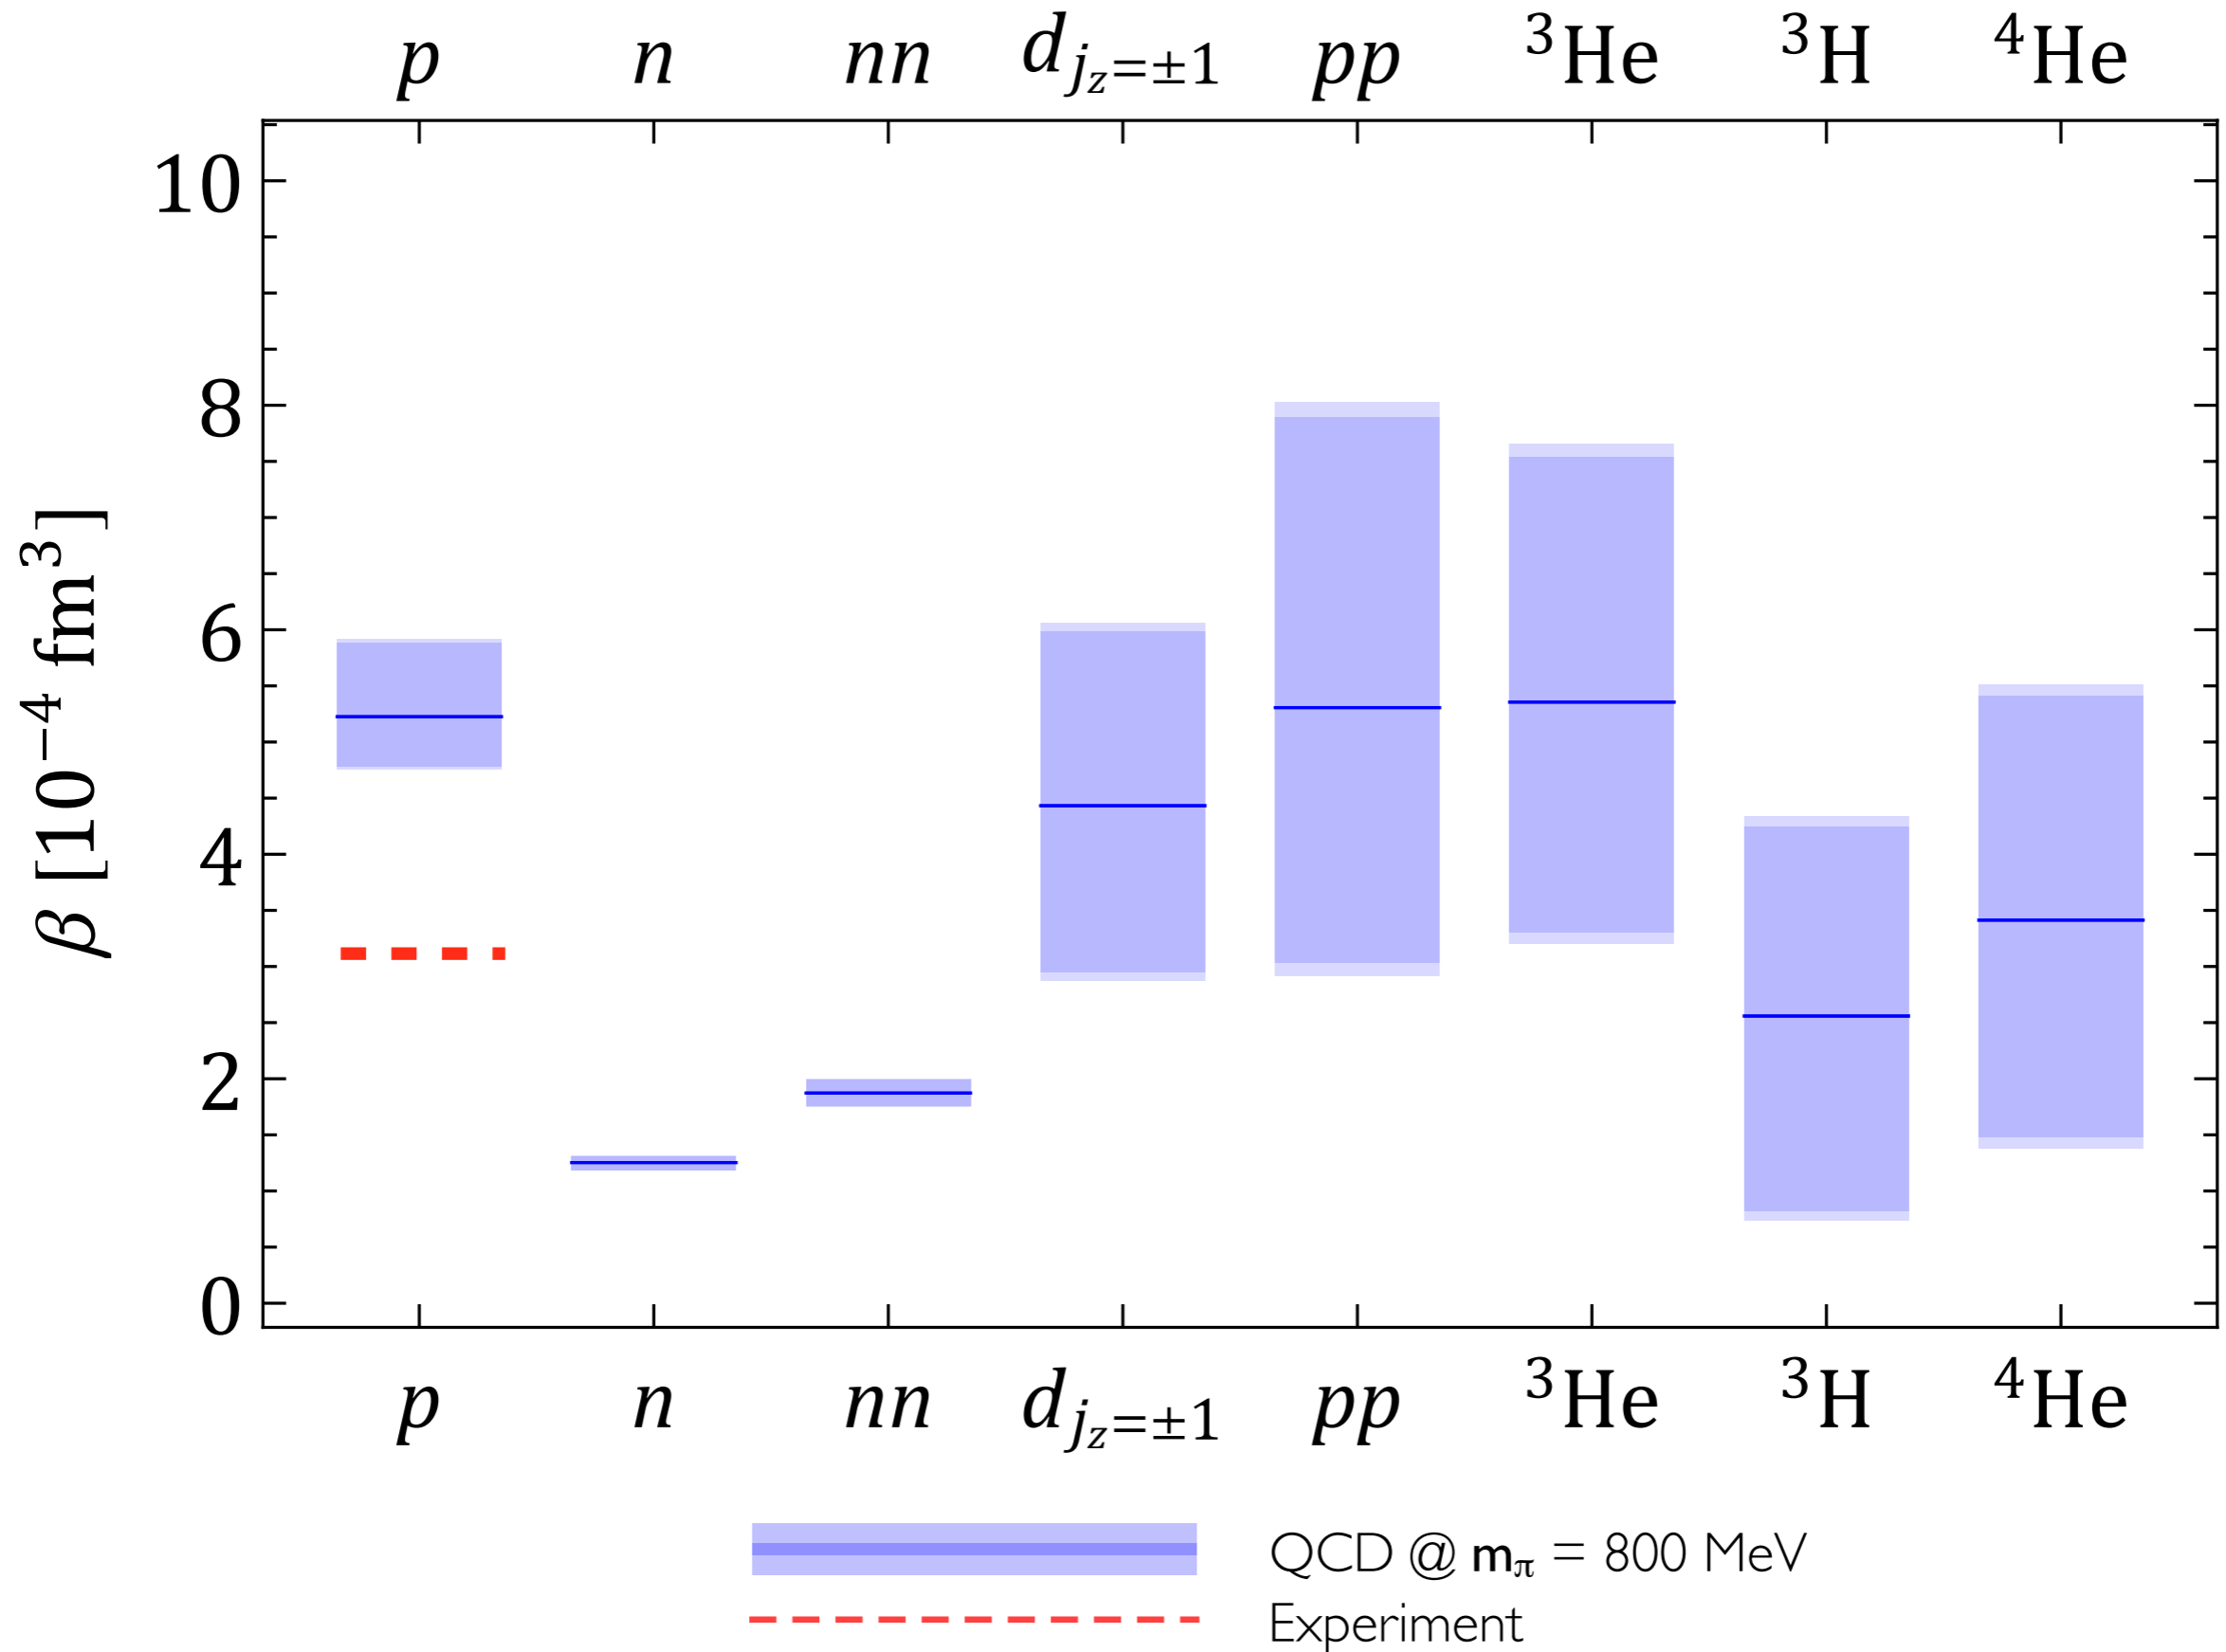 p n nn d_{j_z=±1} pp ³He ³H ⁴He
10
8
6
4
2
0
β [10⁻⁴ fm³]
p n nn d_{j_z=±1} pp ³He ³H ⁴He
QCD @ m_π = 800 MeV
Experiment